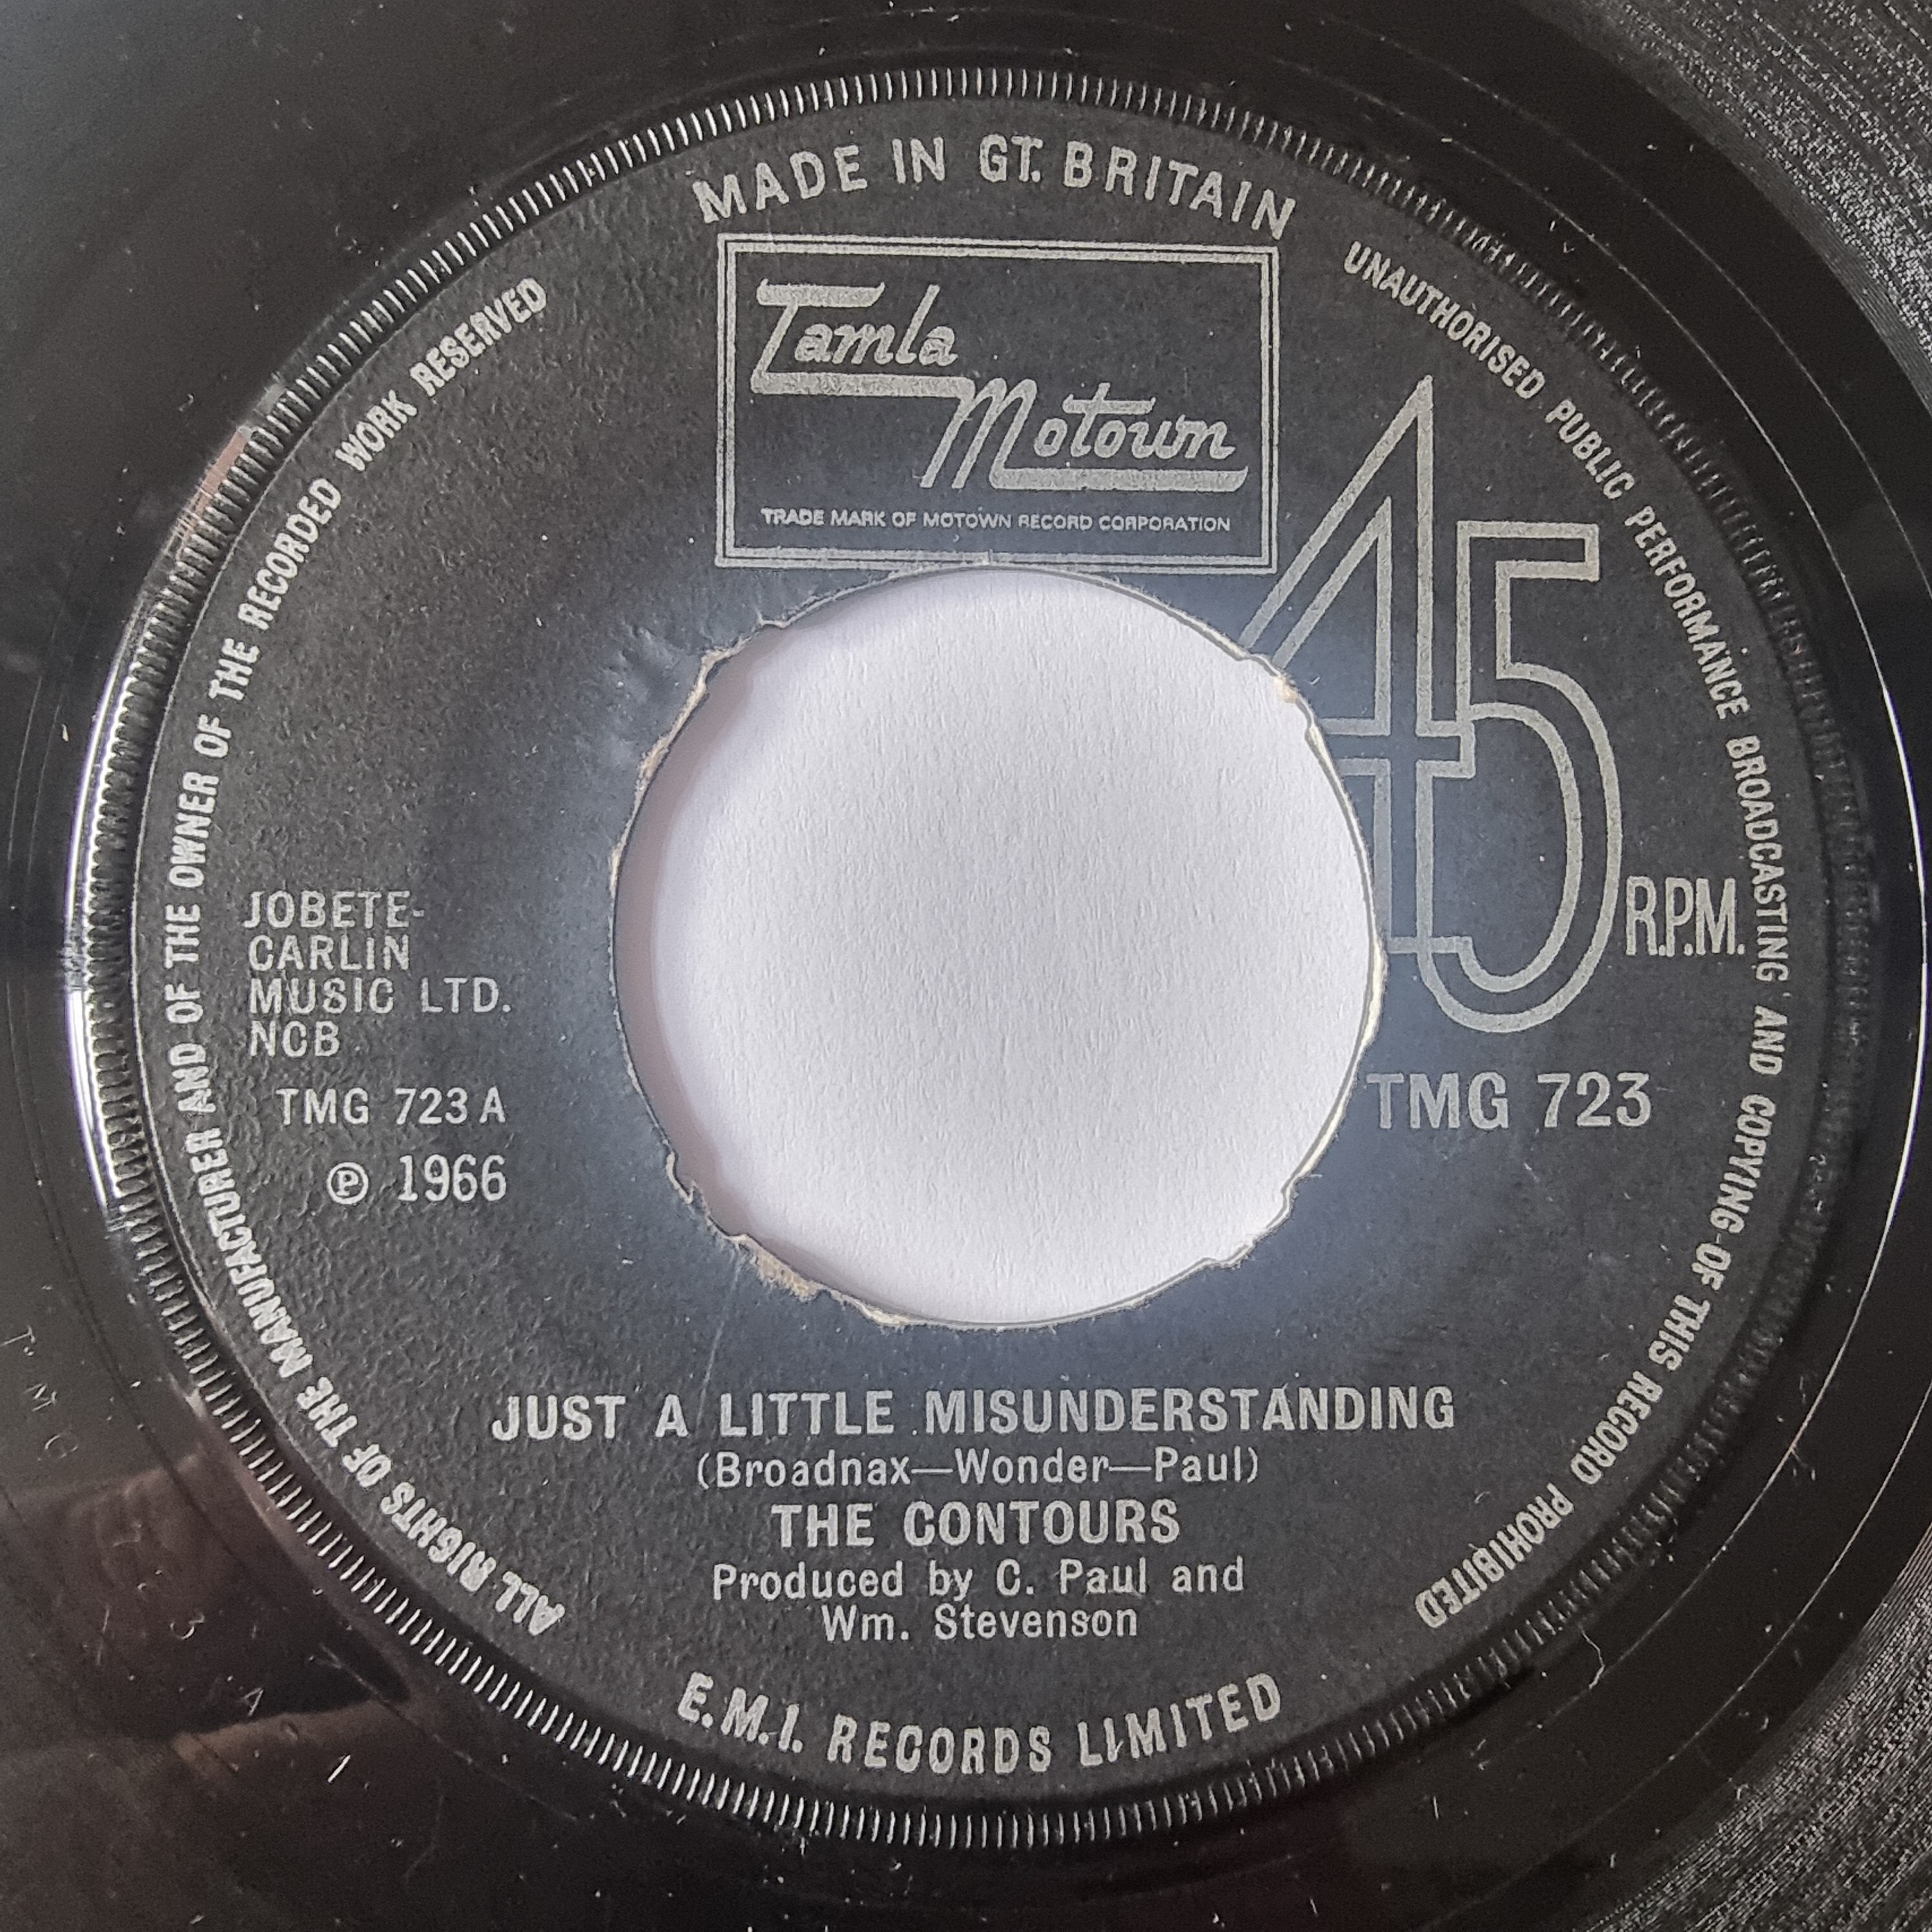 MADE IN GT. BRITAIN
Tamla
Motown
TRADE MARK OF MOTOWN RECORD CORPORATION
UNAUTHORISED PUBLIC PERFORMANCE BROADCASTING AND COPYING OF THIS RECORD PROHIBITED
ALL RIGHTS OF THE MANUFACTURER AND OF THE OWNER OF THE RECORDED WORK RESERVED
45
R.P.M.
JOBETE-
CARLIN
MUSIC LTD.
NCB
TMG 723 A
℗ 1966
TMG 723
JUST A LITTLE MISUNDERSTANDING
(Broadnax—Wonder—Paul)
THE CONTOURS
Produced by C. Paul and
Wm. Stevenson
E.M.I. RECORDS LIMITED